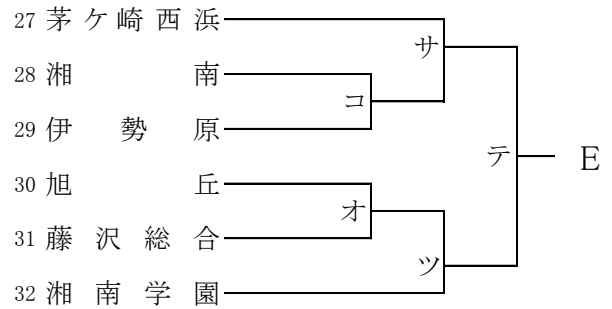 27 茅ケ崎西浜
サ
28 湘南
コ
29 伊勢原
テ E
30 旭丘
オ
31 藤沢総合
ツ
32 湘南学園